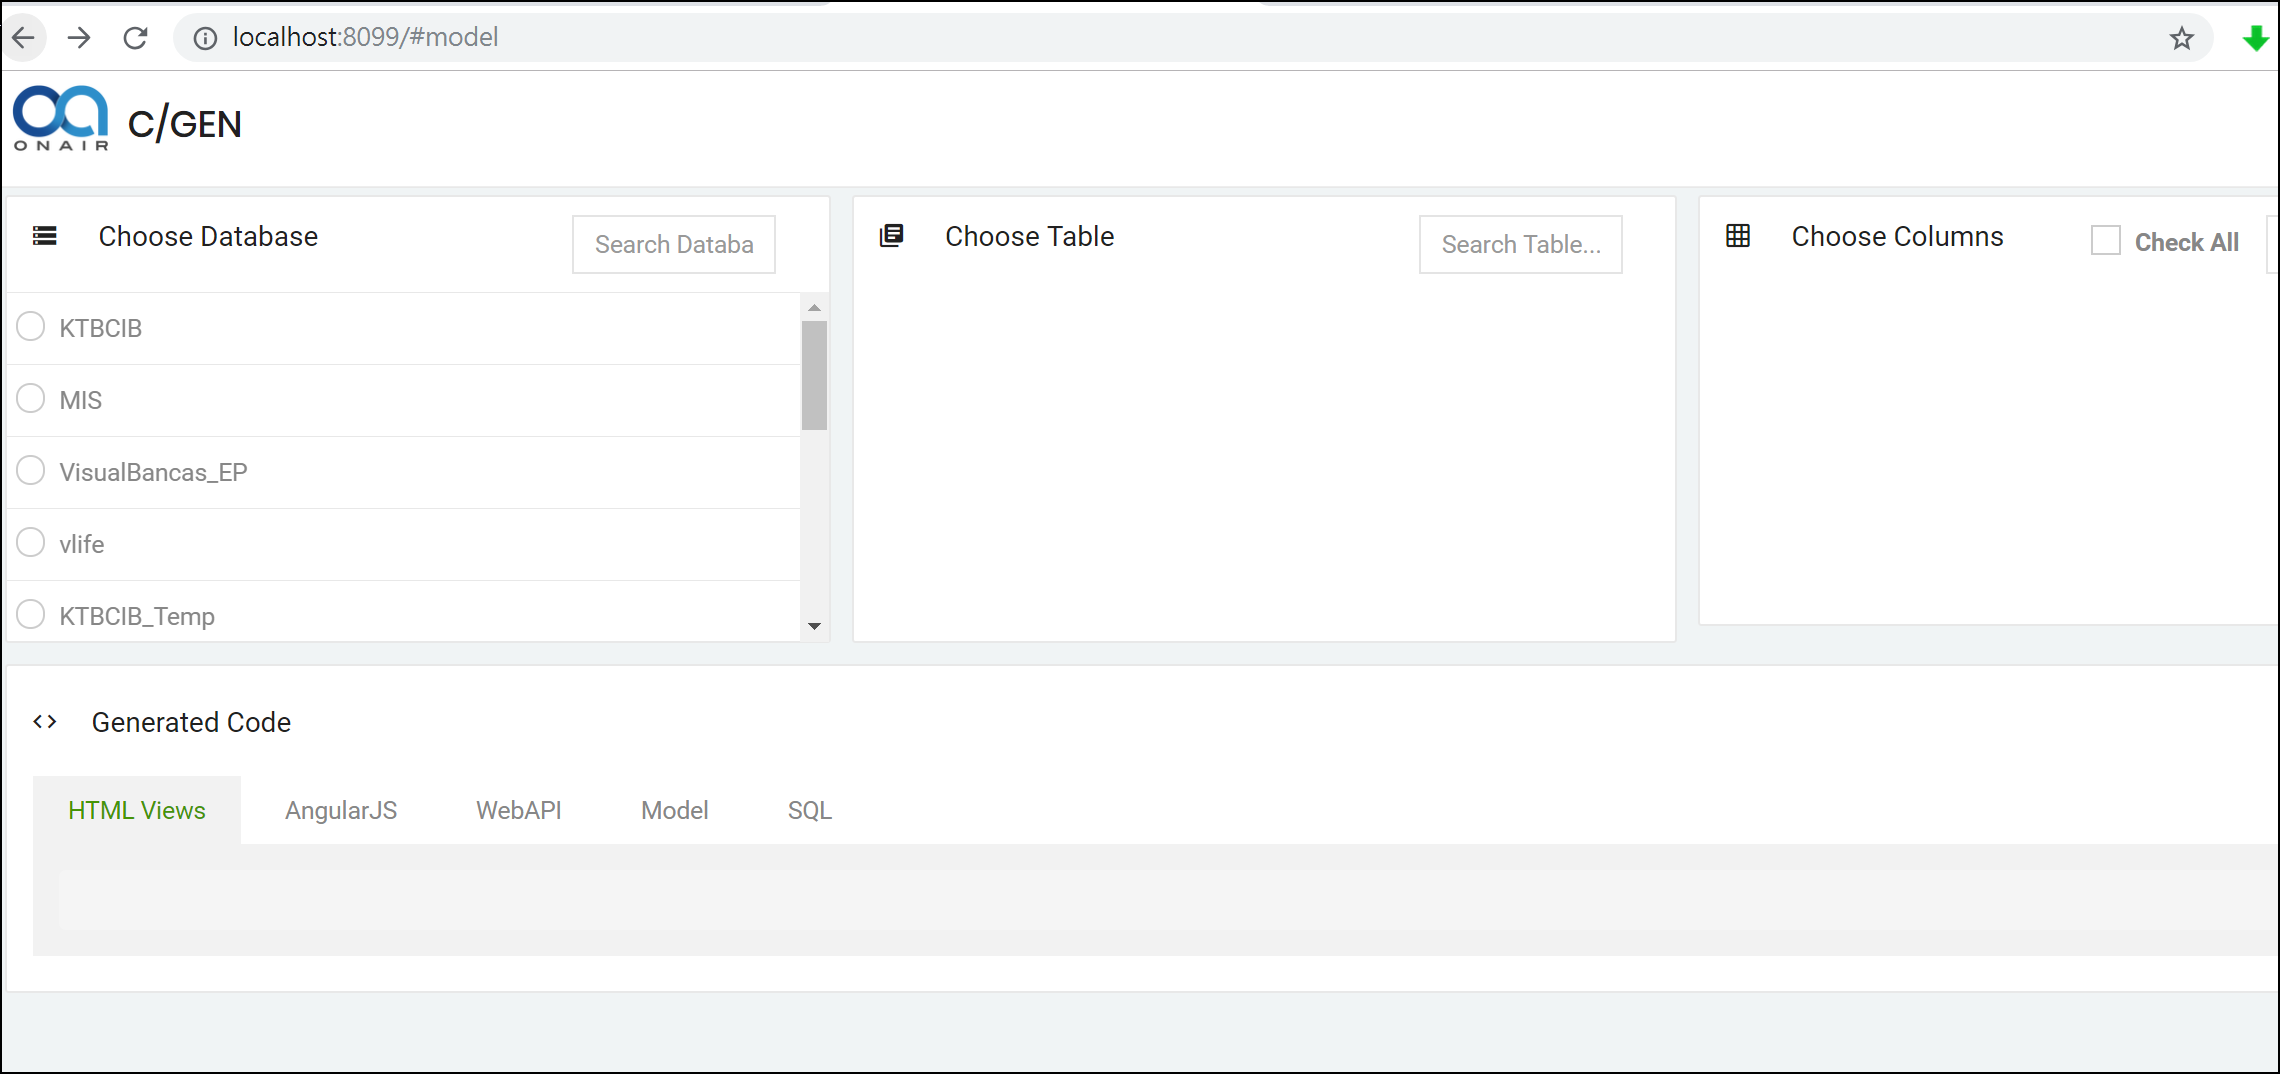 localhost:8099/#model
ONAIR
C/GEN
Choose Database
Search Databa
KTBCIB
MIS
VisualBancas_EP
vlife
KTBCIB_Temp
Choose Table
Search Table...
Choose Columns
Check All
Generated Code
HTML Views
AngularJS
WebAPI
Model
SQL